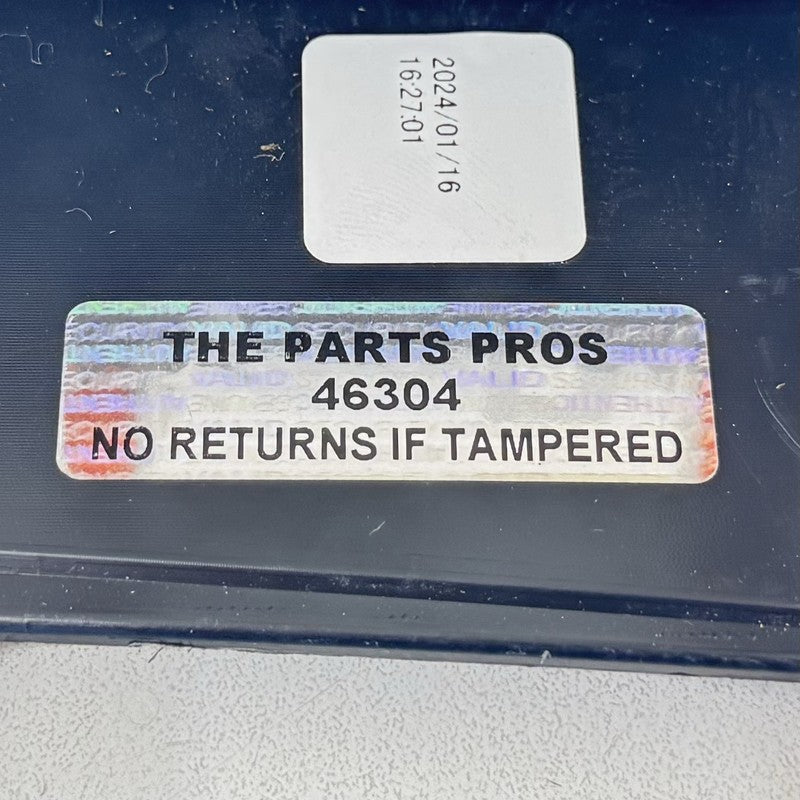 2024/01/16
16:27:01
THE PARTS PROS
46304
NO RETURNS IF TAMPERED